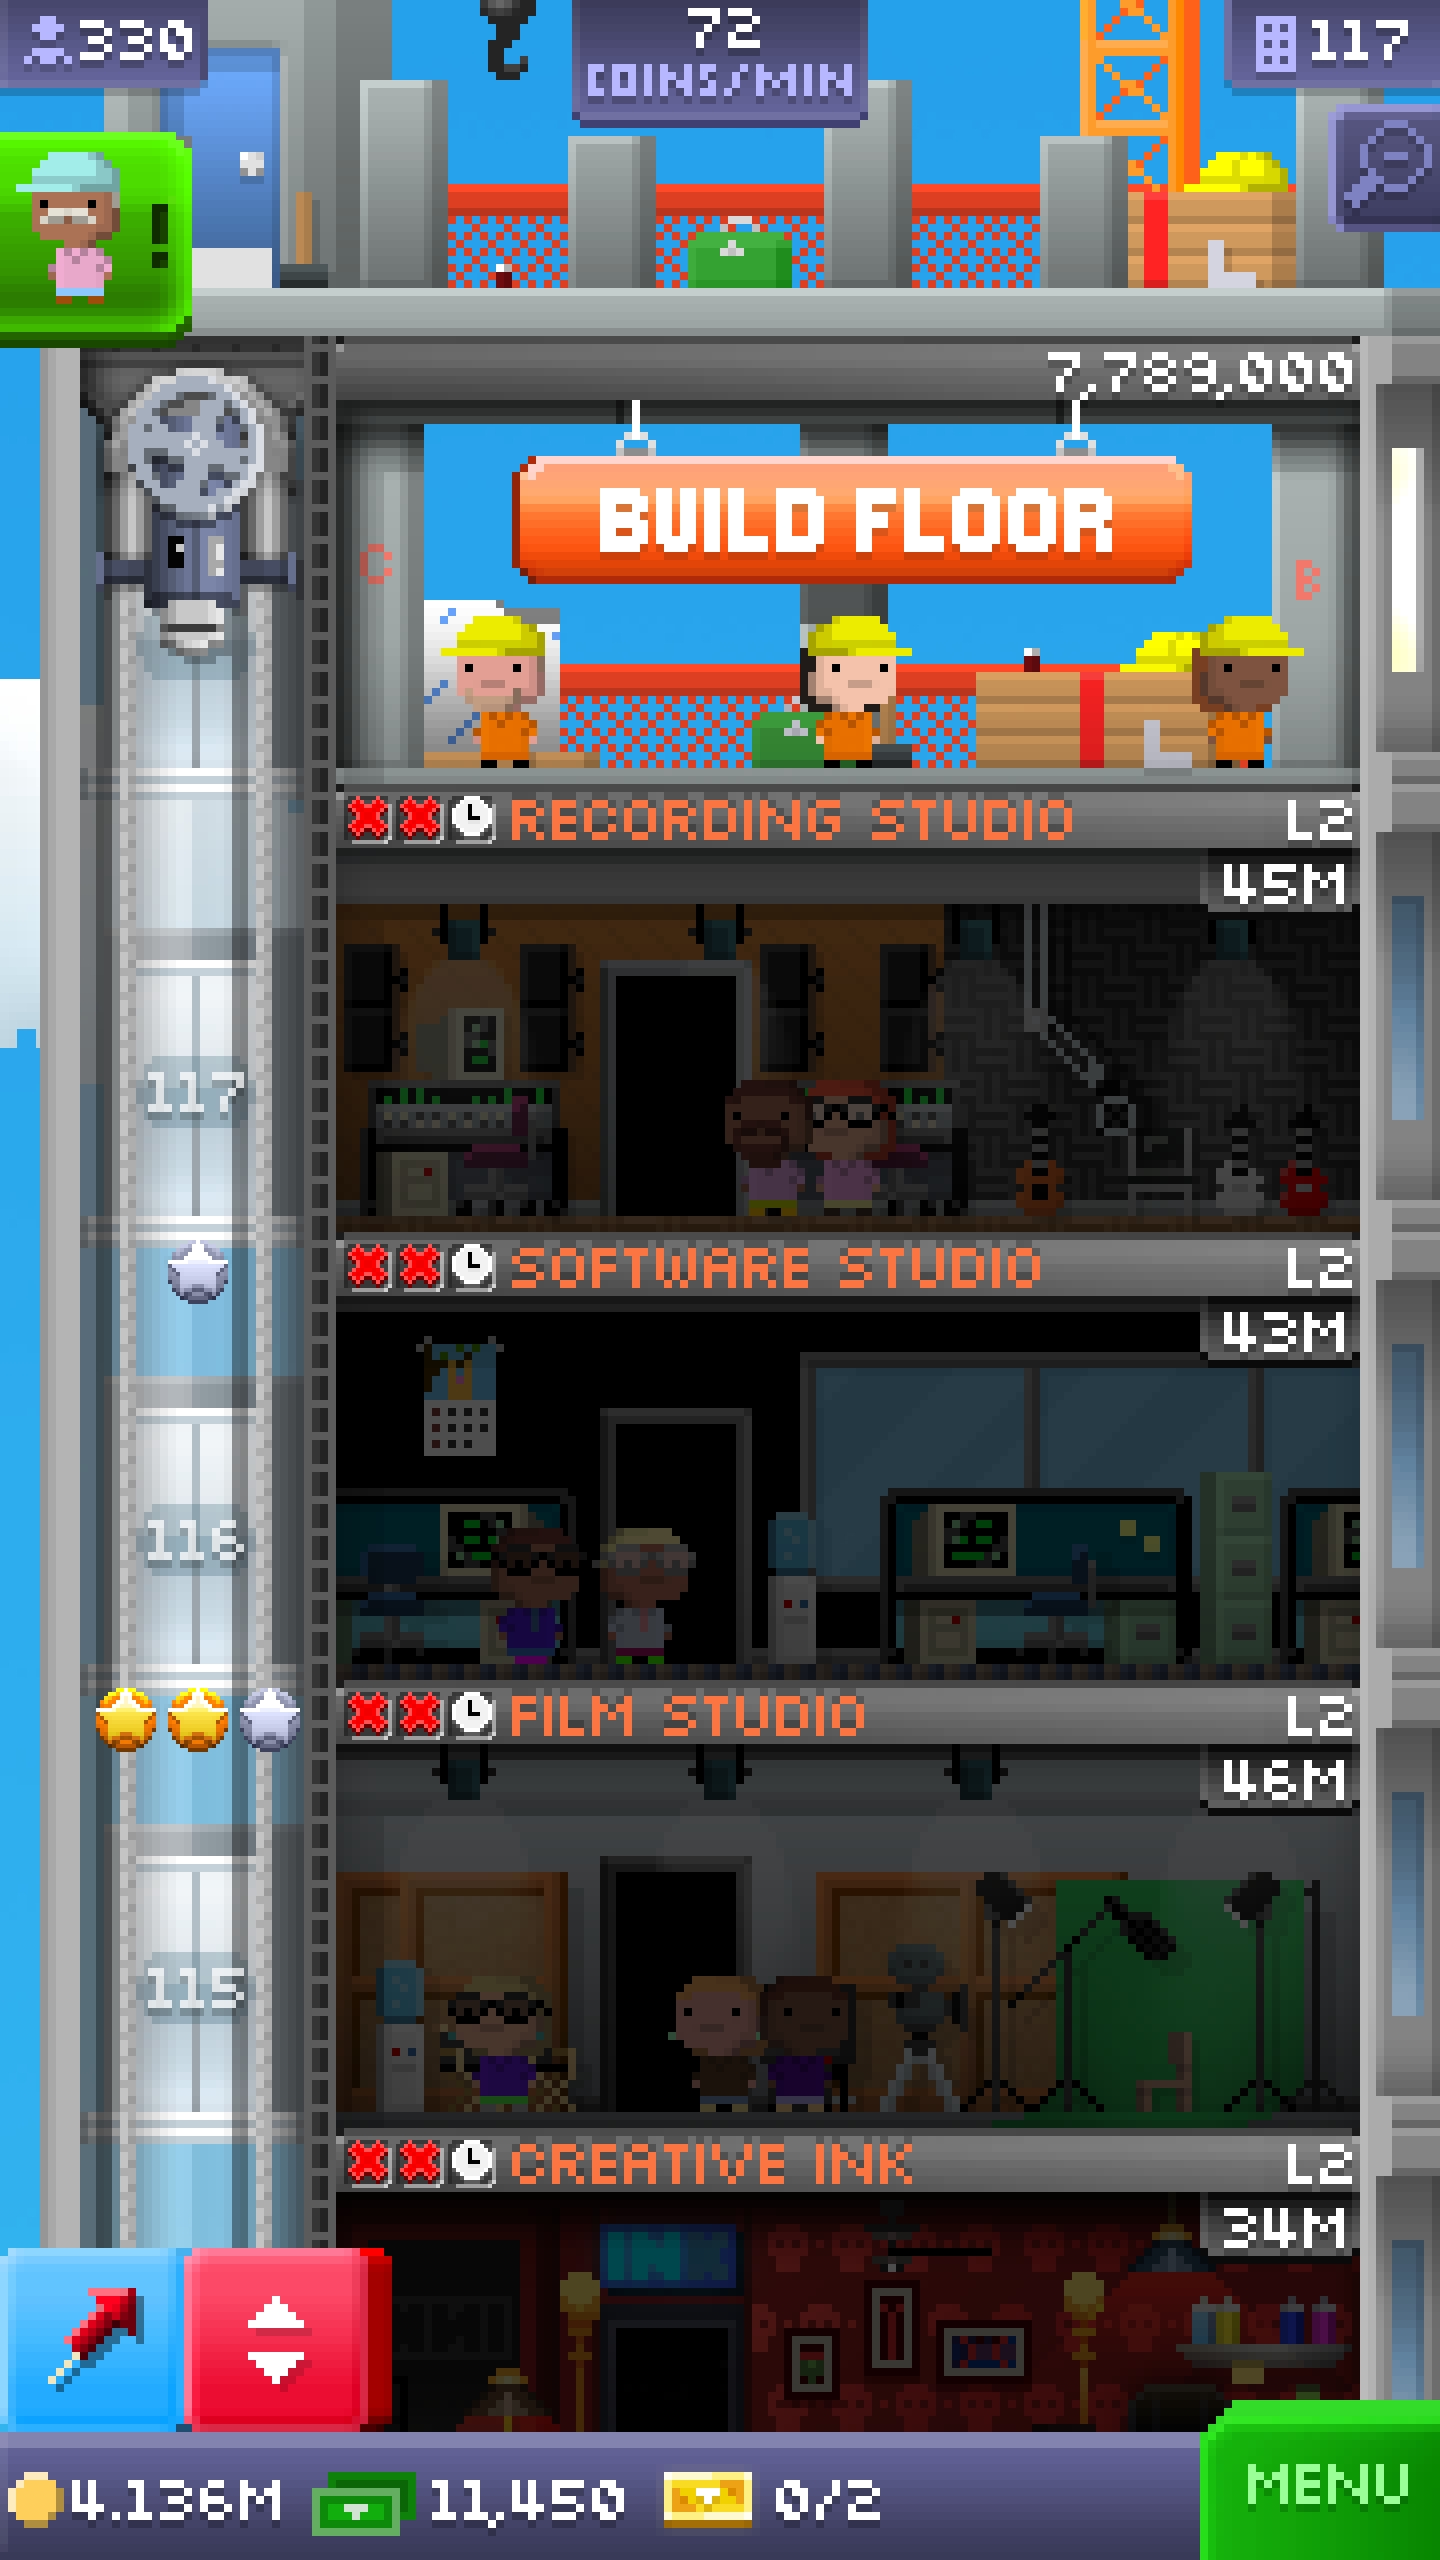 330
72
COINS/MIN
117
!
7,789,000
BUILD FLOOR
C
B
RECORDING STUDIO L2
45M
117
SOFTWARE STUDIO L2
43M
116
FILM STUDIO L2
46M
115
CREATIVE INK L2
34M
INK
4.136M 11,450 0/2
MENU